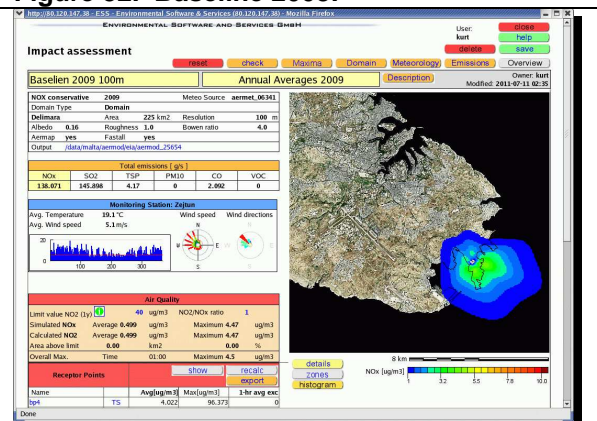 Figure 32: Baseline 2009.
http://80.120.147.38 - ESS - Environmental Software & Services (80.120.147.38) - Mozilla Firefox
ENVIRONMENTAL SOFTWARE AND SERVICES GMBH
User:
kurt
close
help
Impact assessment
delete
save
reset
check
Maxima
Domain
Meteorology
Emissions
Overview
Baselien 2009 100m
Annual Averages 2009
Description
Owner: kurt
Modified: 2011-07-11 02:35
NOX conservative 2009 Meteo Source aermet_06341
Domain Type Domain
Delimara Area 225 km2 Resolution 100 m
Albedo 0.16 Roughness 1.0 Bowen ratio 4.0
Aermap yes Fastall yes
Output /data/malta/aermod/eia/aermod_25654
Total emissions [ g/s ]
NOx SO2 TSP PM10 CO VOC
138.071 145.898 4.17 0 2.092 0
Monitoring Station: Zejtun
Avg. Temperature 19.1 °C Wind speed Wind directions
Avg. Wind speed 5.1 m/s
N
W E
S
20
0
100 200 300
Air Quality
Limit value NO2 (1y) 40 ug/m3 NO2/NOx ratio 1
Simulated NOx Average 0.499 ug/m3 Maximum 4.47 ug/m3
Calculated NO2 Average 0.499 ug/m3 Maximum 4.47 ug/m3
Area above limit 0.00 km2 0.00 %
Overall Max. Time 01:00 Maximum 4.5 ug/m3
Receptor Points
show
recalc
export
Name Avg[ug/m3] Max[ug/m3] 1-hr avg exc
bp4 TS 4.022 96.373 0
details
zones
histogram
8 km
NOx [ug/m3]
1 3.2 5.5 7.8 10.0
Done